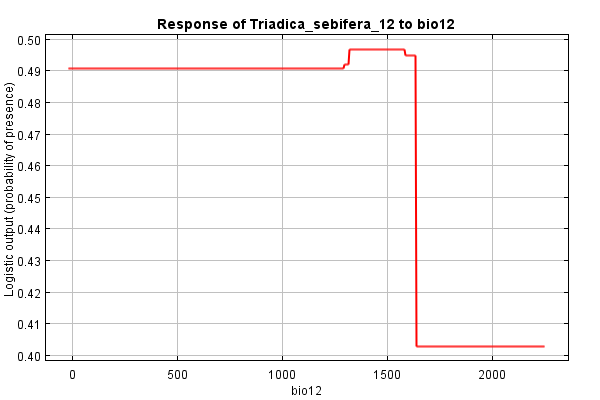 Response of Triadica_sebifera_12 to bio12
Logistic output (probability of presence)
0.50
0.49
0.48
0.47
0.46
0.45
0.44
0.43
0.42
0.41
0.40
0 500 1000 1500 2000
bio12